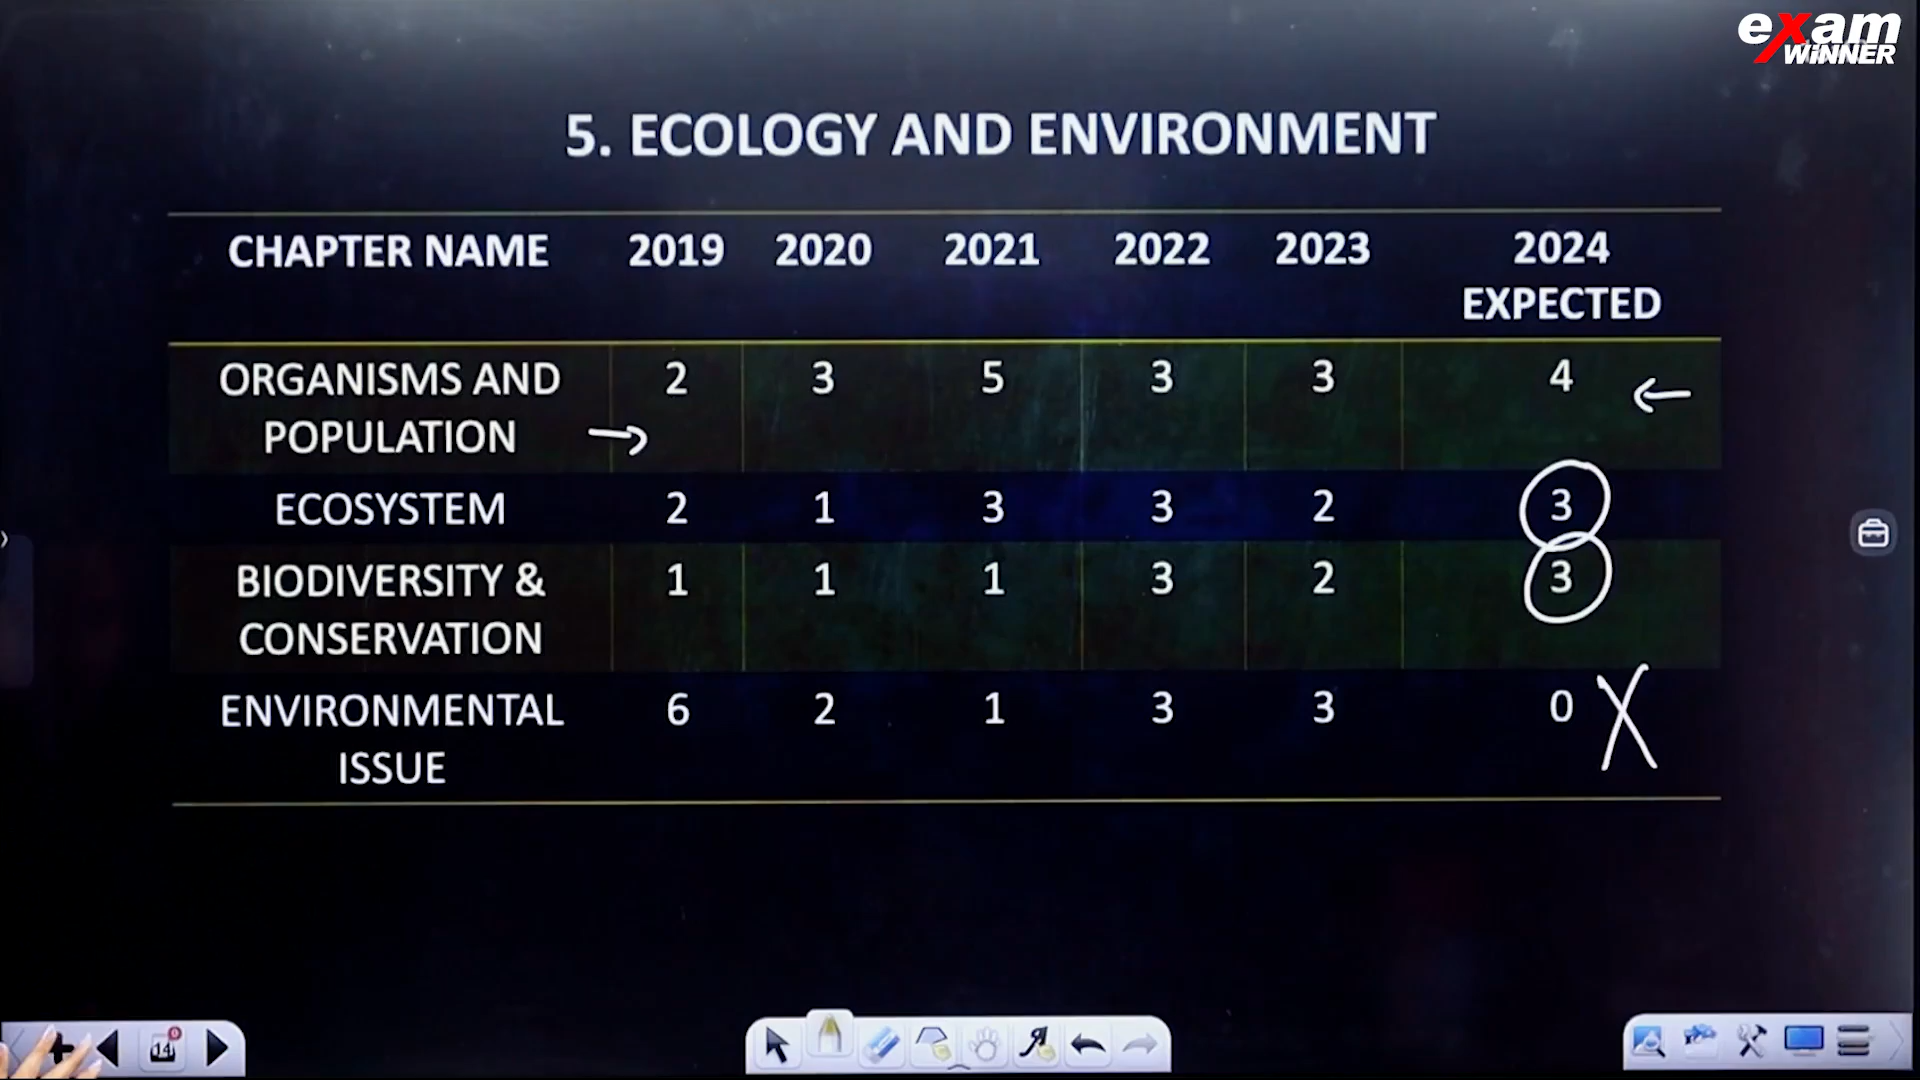 exam
WINNER
5. ECOLOGY AND ENVIRONMENT
CHAPTER NAME 2019 2020 2021 2022 2023 2024
EXPECTED
ORGANISMS AND 2 3 5 3 3 4
POPULATION
ECOSYSTEM 2 1 3 3 2 3
BIODIVERSITY & 1 1 1 3 2 3
CONSERVATION
ENVIRONMENTAL 6 2 1 3 3 0
ISSUE
14